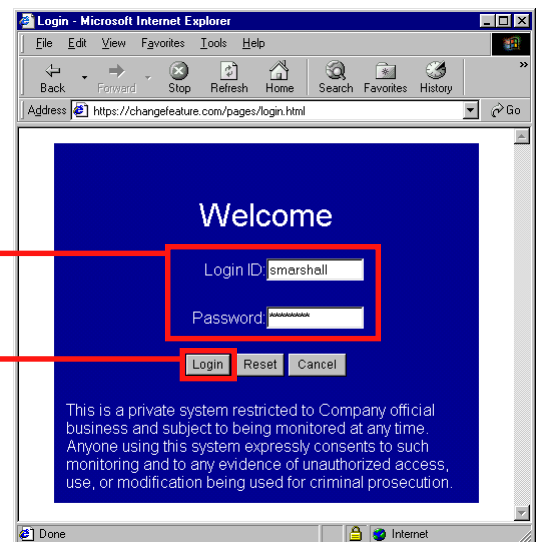 Login - Microsoft Internet Explorer
File Edit View Favorites Tools Help
Back Forward Stop Refresh Home Search Favorites History »
Address https://changefeature.com/pages/login.html Go
Welcome
Login ID: smarshall
Password: ********
Login Reset Cancel
This is a private system restricted to Company official
business and subject to being monitored at any time.
Anyone using this system expressly consents to such
monitoring and to any evidence of unauthorized access,
use, or modification being used for criminal prosecution.
Done Internet